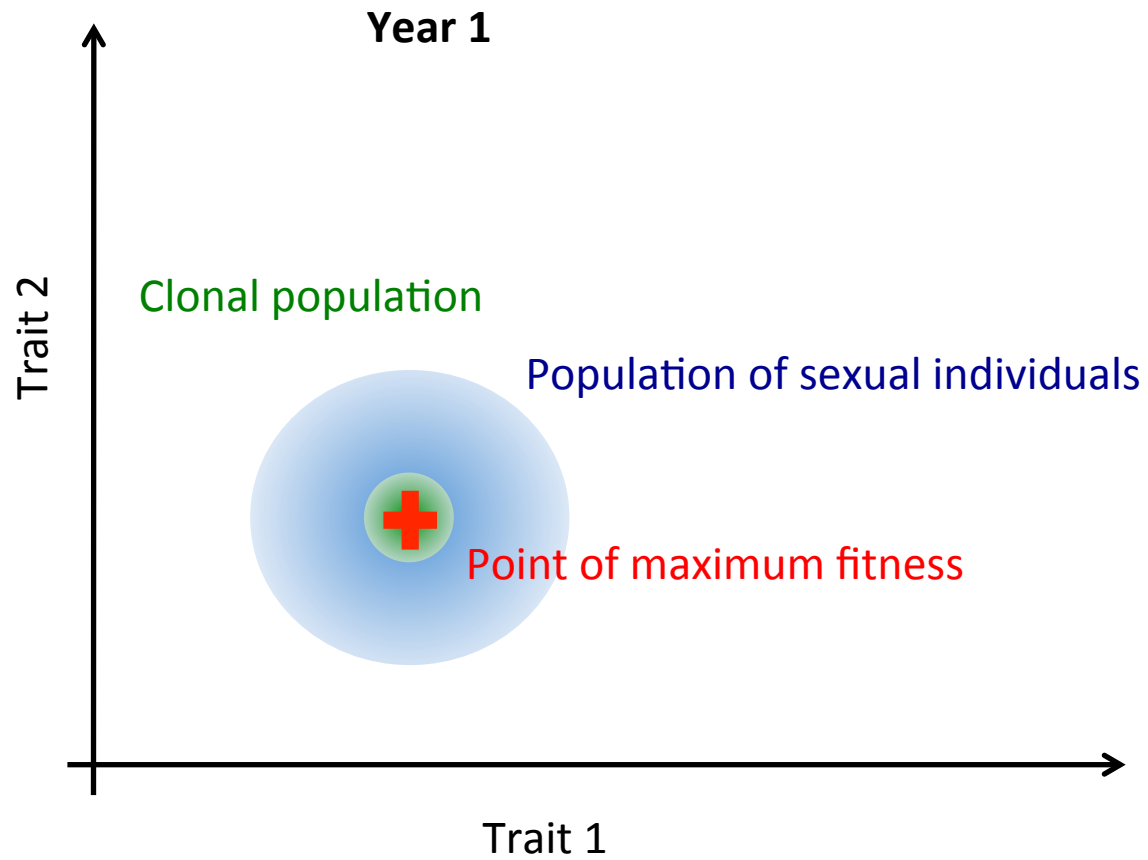 Year 1
Trait 2
Clonal population
Population of sexual individuals
Point of maximum fitness
Trait 1